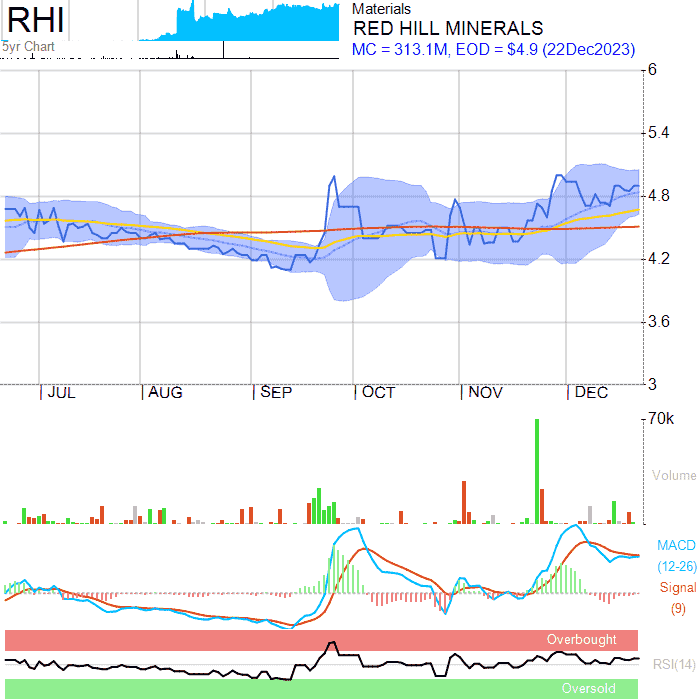 RHI
5yr Chart
Materials
RED HILL MINERALS
MC = 313.1M, EOD = $4.9 (22Dec2023)
6
5.4
4.8
4.2
3.6
3
JUL AUG SEP OCT NOV DEC
70k
Volume
MACD
(12-26)
Signal
(9)
Overbought
RSI(14)
Oversold